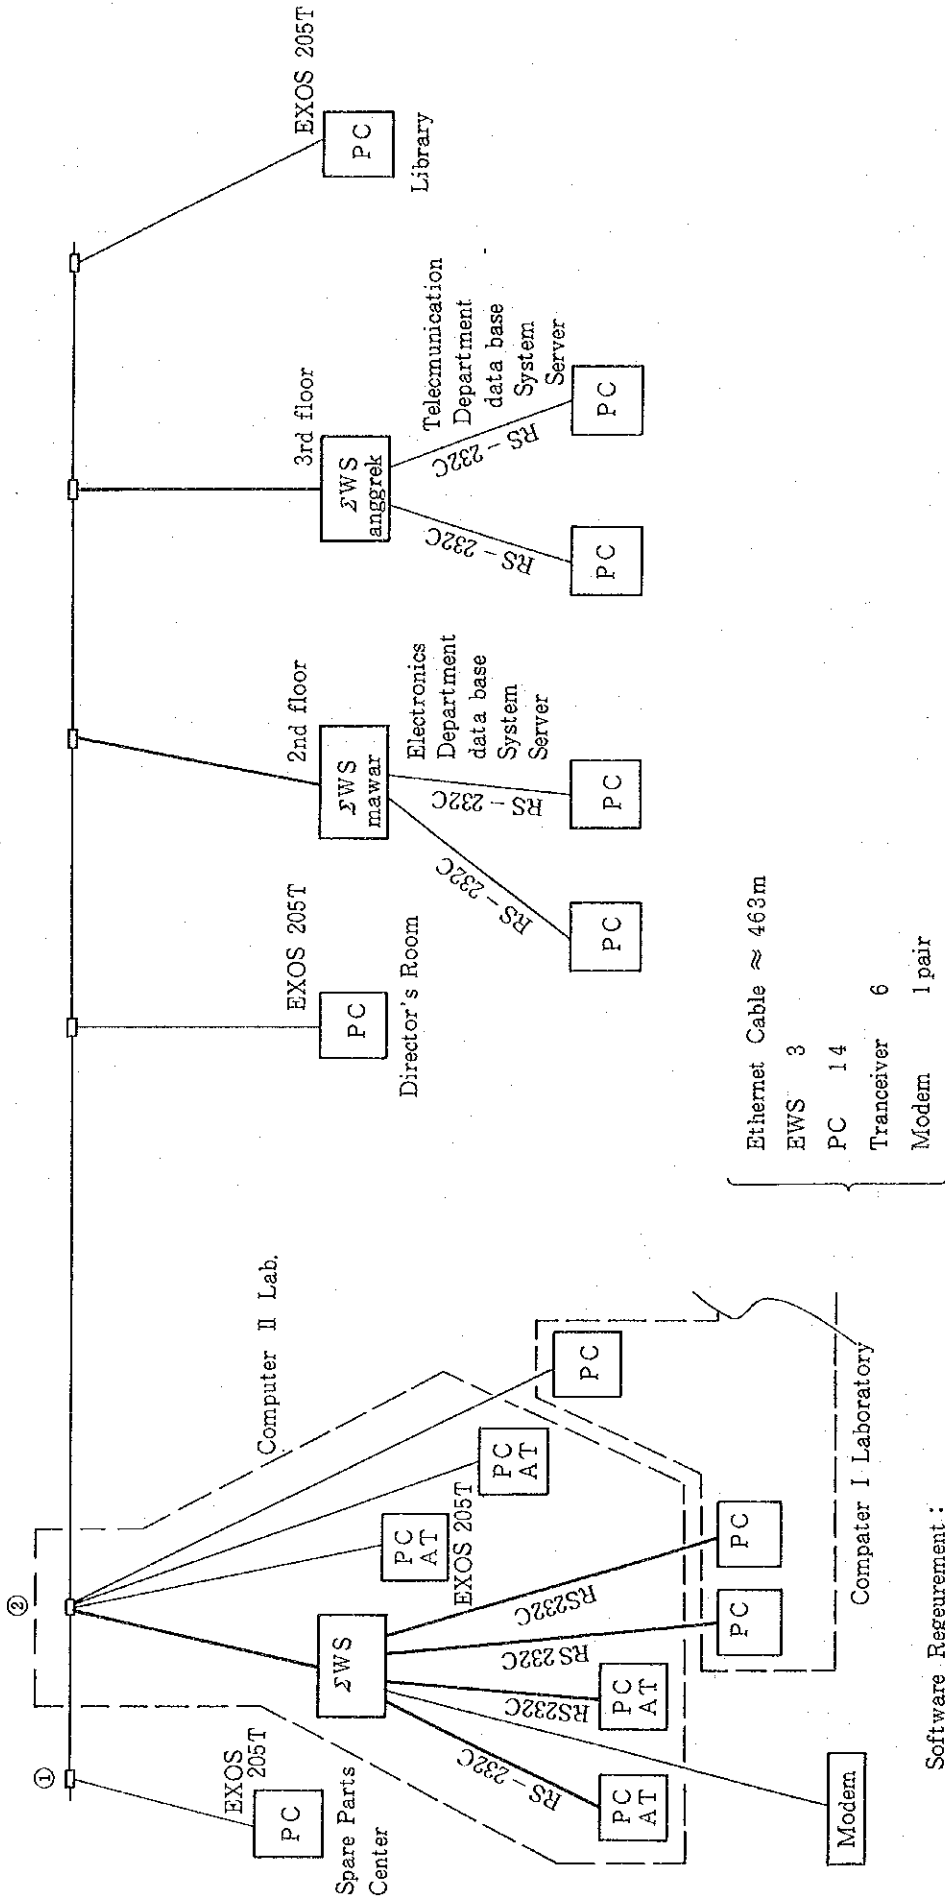 ①
②
EXOS
205T
PC
Spare Parts
Center
Computer II Lab.
ΣWS
PC
AT
EXOS 205T
PC
AT
PC
RS-232C
RS232C
RS232C
RS232C
PC
AT
PC
AT
PC
PC
Modem
Compater I Laboratory
EXOS 205T
PC
Director's Room
2nd floor
ΣWS
mawar
Electronics
Department
data base
System
Server
RS-232C
RS-232C
PC
PC
3rd floor
ΣWS
anggrek
Telecmunication
Department
data base
System
Server
RS-232C
RS-232C
PC
PC
EXOS 205T
PC
Library
Ethernet Cable ≈ 463m
EWS 3
PC 14
Tranceiver 6
Modem 1 pair
Software Regeurement :